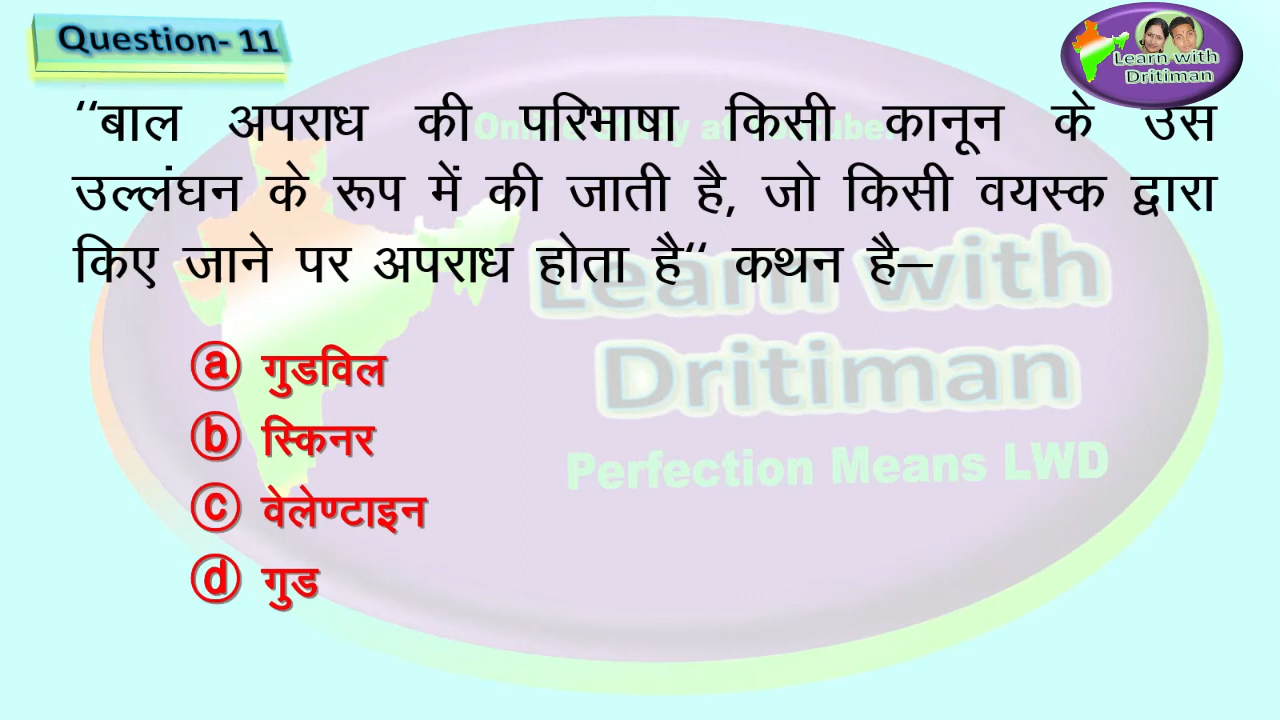 Question- 11
Learn with
Dritiman
“बाल अपराध की परिभाषा किसी कानून के उस
उल्लंघन के रूप में की जाती है, जो किसी वयस्क द्वारा
किए जाने पर अपराध होता है“ कथन है–
Learn with
Dritiman
Perfection Means LWD
ⓐ गुडविल
ⓑ स्किनर
ⓒ वेलेण्टाइन
ⓓ गुड